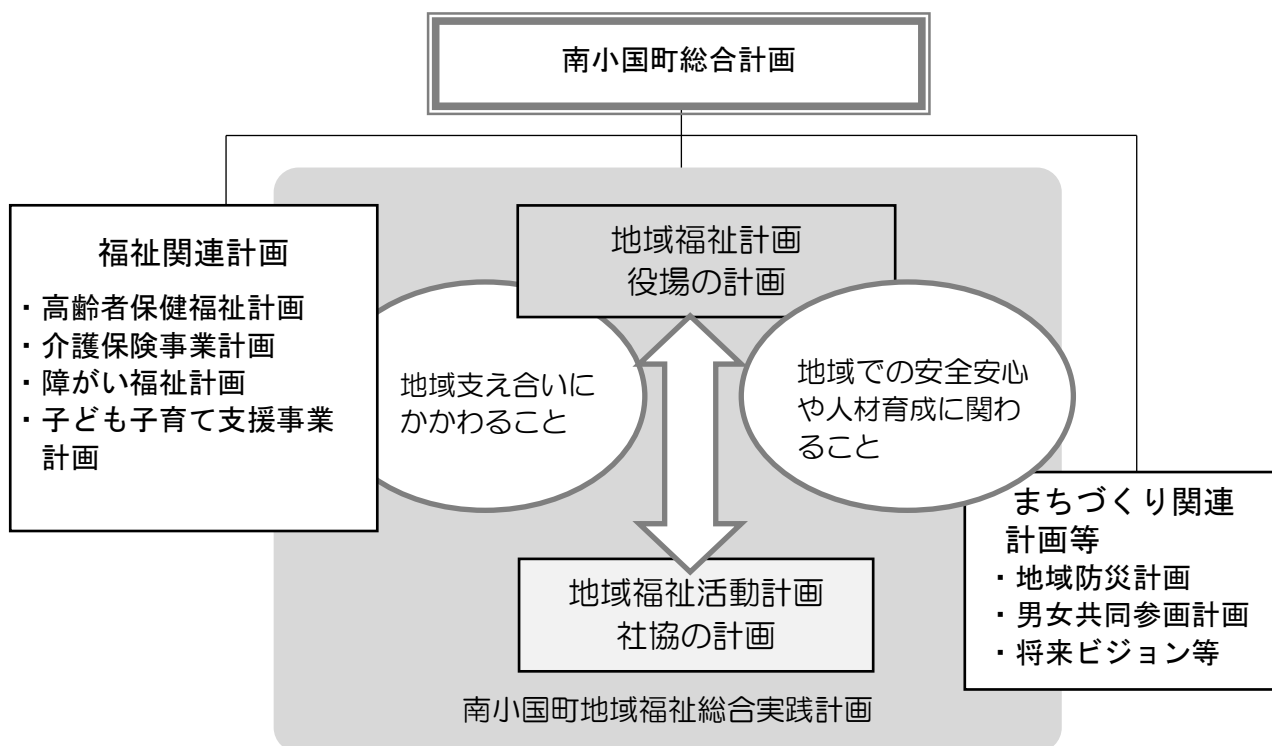 南小国町総合計画
福祉関連計画
・高齢者保健福祉計画
・介護保険事業計画
・障がい福祉計画
・子ども子育て支援事業
計画
地域福祉計画
役場の計画
地域支え合いに
かかわること
地域での安全安心
や人材育成に関わ
ること
地域福祉活動計画
社協の計画
南小国町地域福祉総合実践計画
まちづくり関連
計画等
・地域防災計画
・男女共同参画計画
・将来ビジョン等